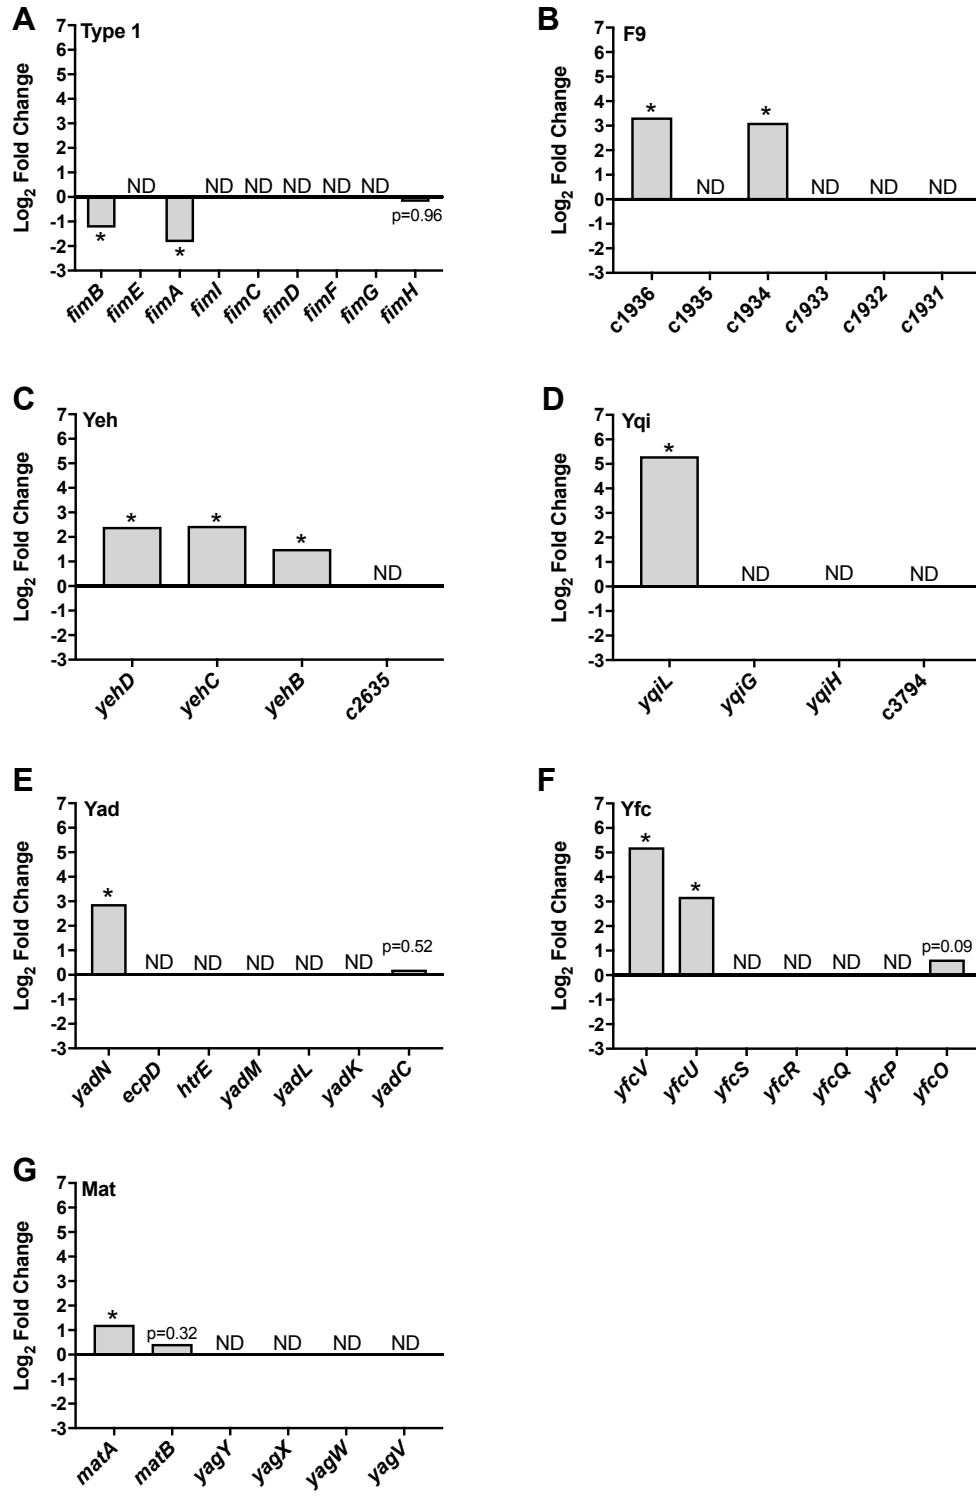 A
Type 1
Log2 Fold Change
7
6
5
4
3
2
1
0
-1
-2
-3
* ND * ND ND ND ND ND p=0.96
fimB fimE fimA fimI fimC fimD fimF fimG fimH
B
F9
Log2 Fold Change
7
6
5
4
3
2
1
0
-1
-2
-3
* ND * ND ND ND
c1936 c1935 c1934 c1933 c1932 c1931
C
Yeh
Log2 Fold Change
7
6
5
4
3
2
1
0
-1
-2
-3
* * * ND
yehD yehC yehB c2635
D
Yqi
Log2 Fold Change
7
6
5
4
3
2
1
0
-1
-2
-3
* ND ND ND
yqiL yqiG yqiH c3794
E
Yad
Log2 Fold Change
7
6
5
4
3
2
1
0
-1
-2
-3
* ND ND ND ND ND p=0.52
yadN ecpD htrE yadM yadL yadK yadC
F
Yfc
Log2 Fold Change
7
6
5
4
3
2
1
0
-1
-2
-3
* * ND ND ND ND p=0.09
yfcV yfcU yfcS yfcR yfcQ yfcP yfcO
G
Mat
Log2 Fold Change
7
6
5
4
3
2
1
0
-1
-2
-3
* p=0.32 ND ND ND ND
matA matB yagY yagX yagW yagV